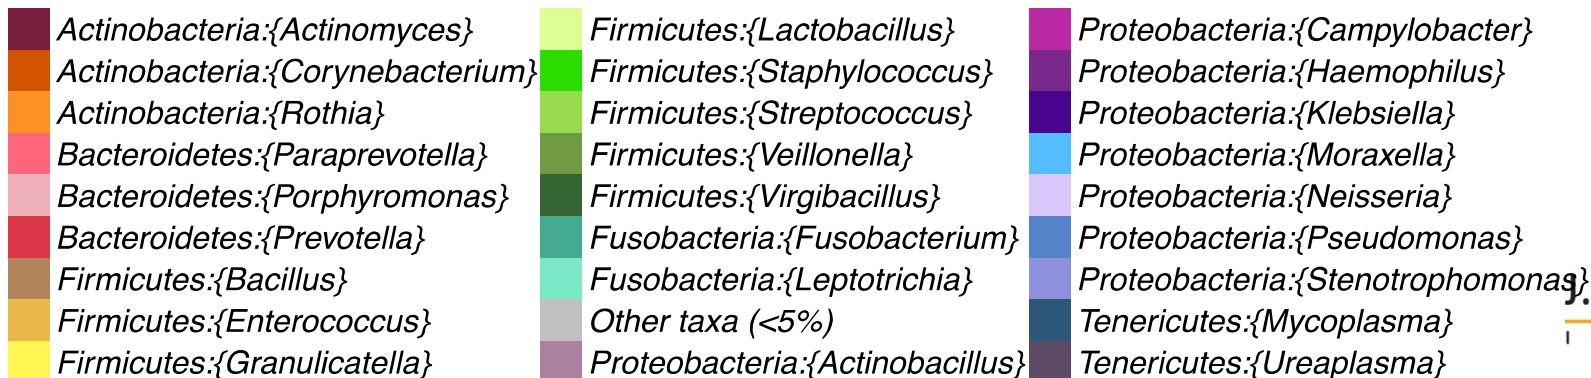 Actinobacteria:{Actinomyces}
Actinobacteria:{Corynebacterium}
Actinobacteria:{Rothia}
Bacteroidetes:{Paraprevotella}
Bacteroidetes:{Porphyromonas}
Bacteroidetes:{Prevotella}
Firmicutes:{Bacillus}
Firmicutes:{Enterococcus}
Firmicutes:{Granulicatella}
Firmicutes:{Lactobacillus}
Firmicutes:{Staphylococcus}
Firmicutes:{Streptococcus}
Firmicutes:{Veillonella}
Firmicutes:{Virgibacillus}
Fusobacteria:{Fusobacterium}
Fusobacteria:{Leptotrichia}
Other taxa (<5%)
Proteobacteria:{Actinobacillus}
Proteobacteria:{Campylobacter}
Proteobacteria:{Haemophilus}
Proteobacteria:{Klebsiella}
Proteobacteria:{Moraxella}
Proteobacteria:{Neisseria}
Proteobacteria:{Pseudomonas}
Proteobacteria:{Stenotrophomonas}
Tenericutes:{Mycoplasma}
Tenericutes:{Ureaplasma}